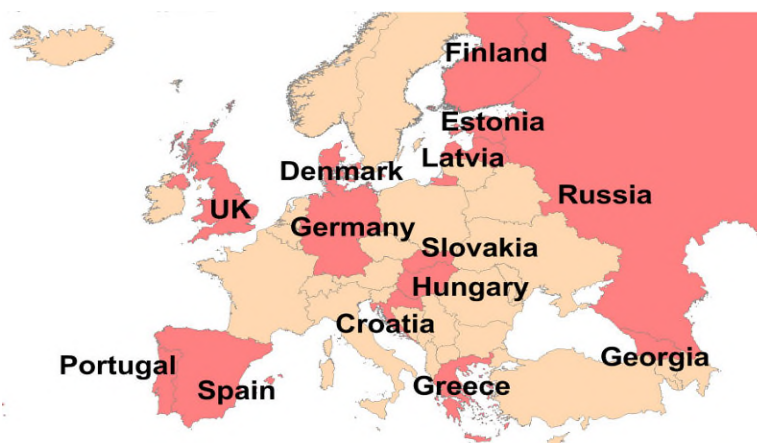 Finland
Estonia
Latvia
Denmark
Russia
UK
Germany
Slovakia
Hungary
Croatia
Georgia
Portugal
Spain
Greece